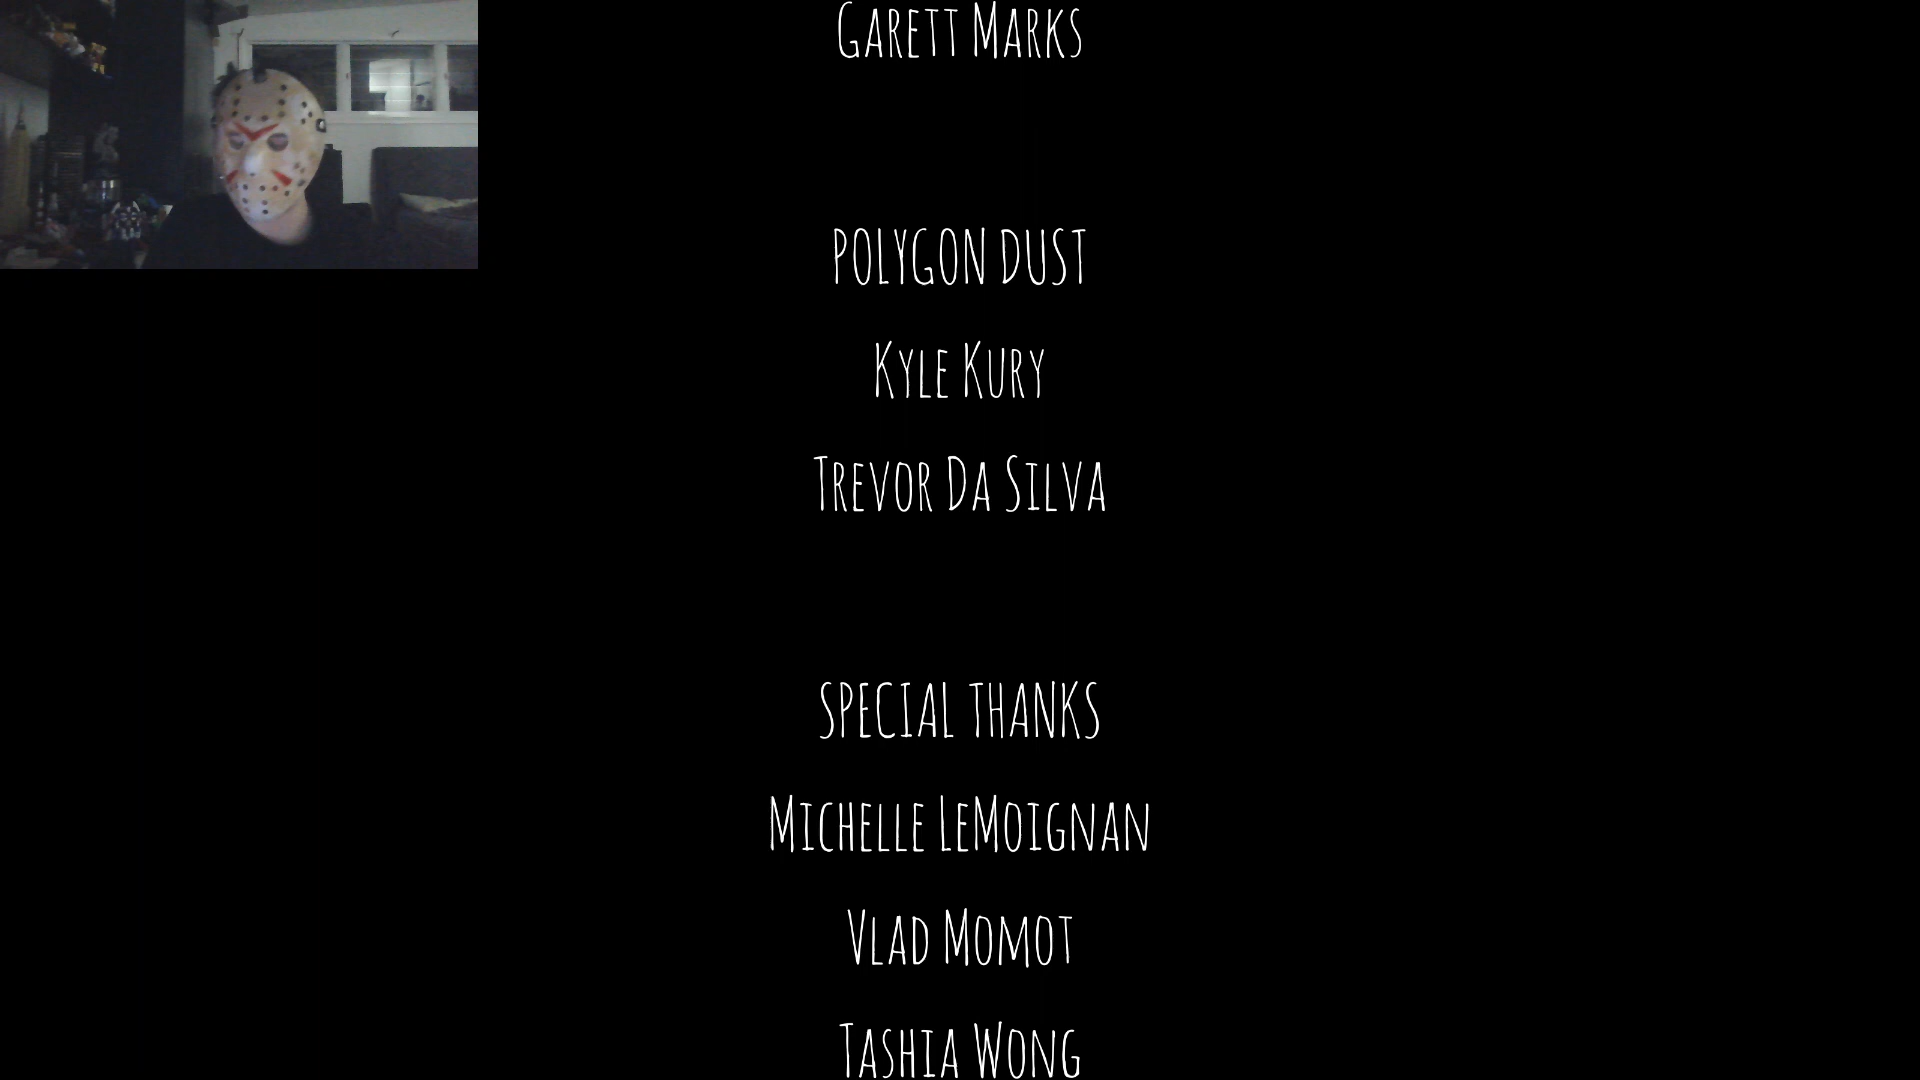 Garett Marks
POLYGON DUST
Kyle Kury
Trevor Da Silva
SPECIAL THANKS
Michelle LeMoignan
Vlad Momot
Tashia Wong